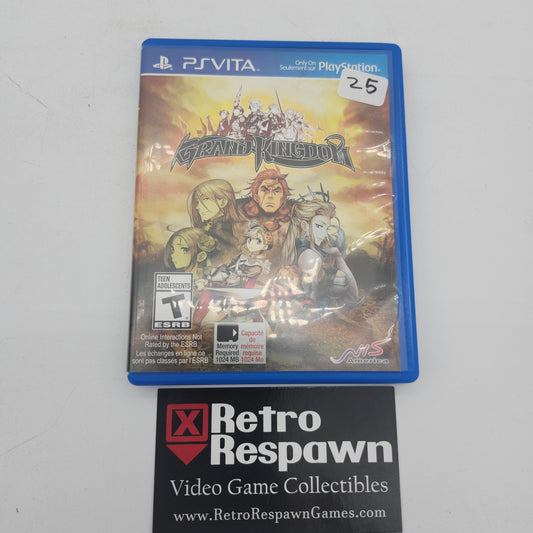 PSVITA
Only On
Seulement sur PlayStation
25
GRAND KINGDOM
TEEN
ADOLESCENTS
T
ESRB
Online Interactions Not
Rated by the ESRB
Les échanges en ligne ne
sont pas classés par l'ESRB
Memory
Required
1024 MB
Capacité
de
mémoire
requise
1024 Mo
NIS
America
Retro
Respawn
Video Game Collectibles
www.RetroRespawnGames.com